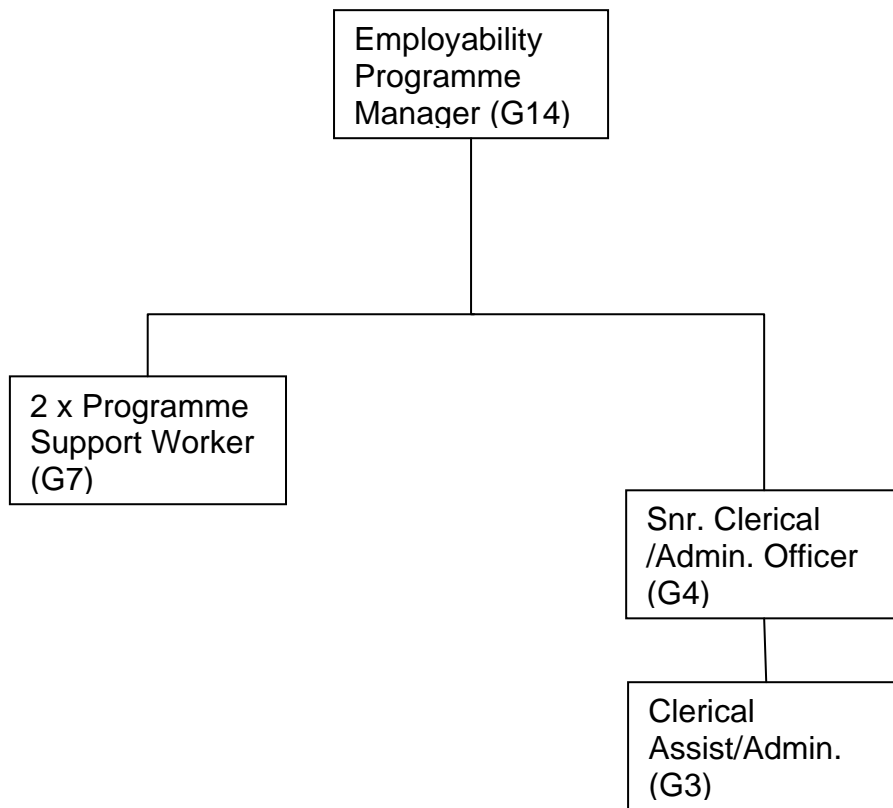 Employability
Programme
Manager (G14)
2 x Programme
Support Worker
(G7)
Snr. Clerical
/Admin. Officer
(G4)
Clerical
Assist/Admin.
(G3)